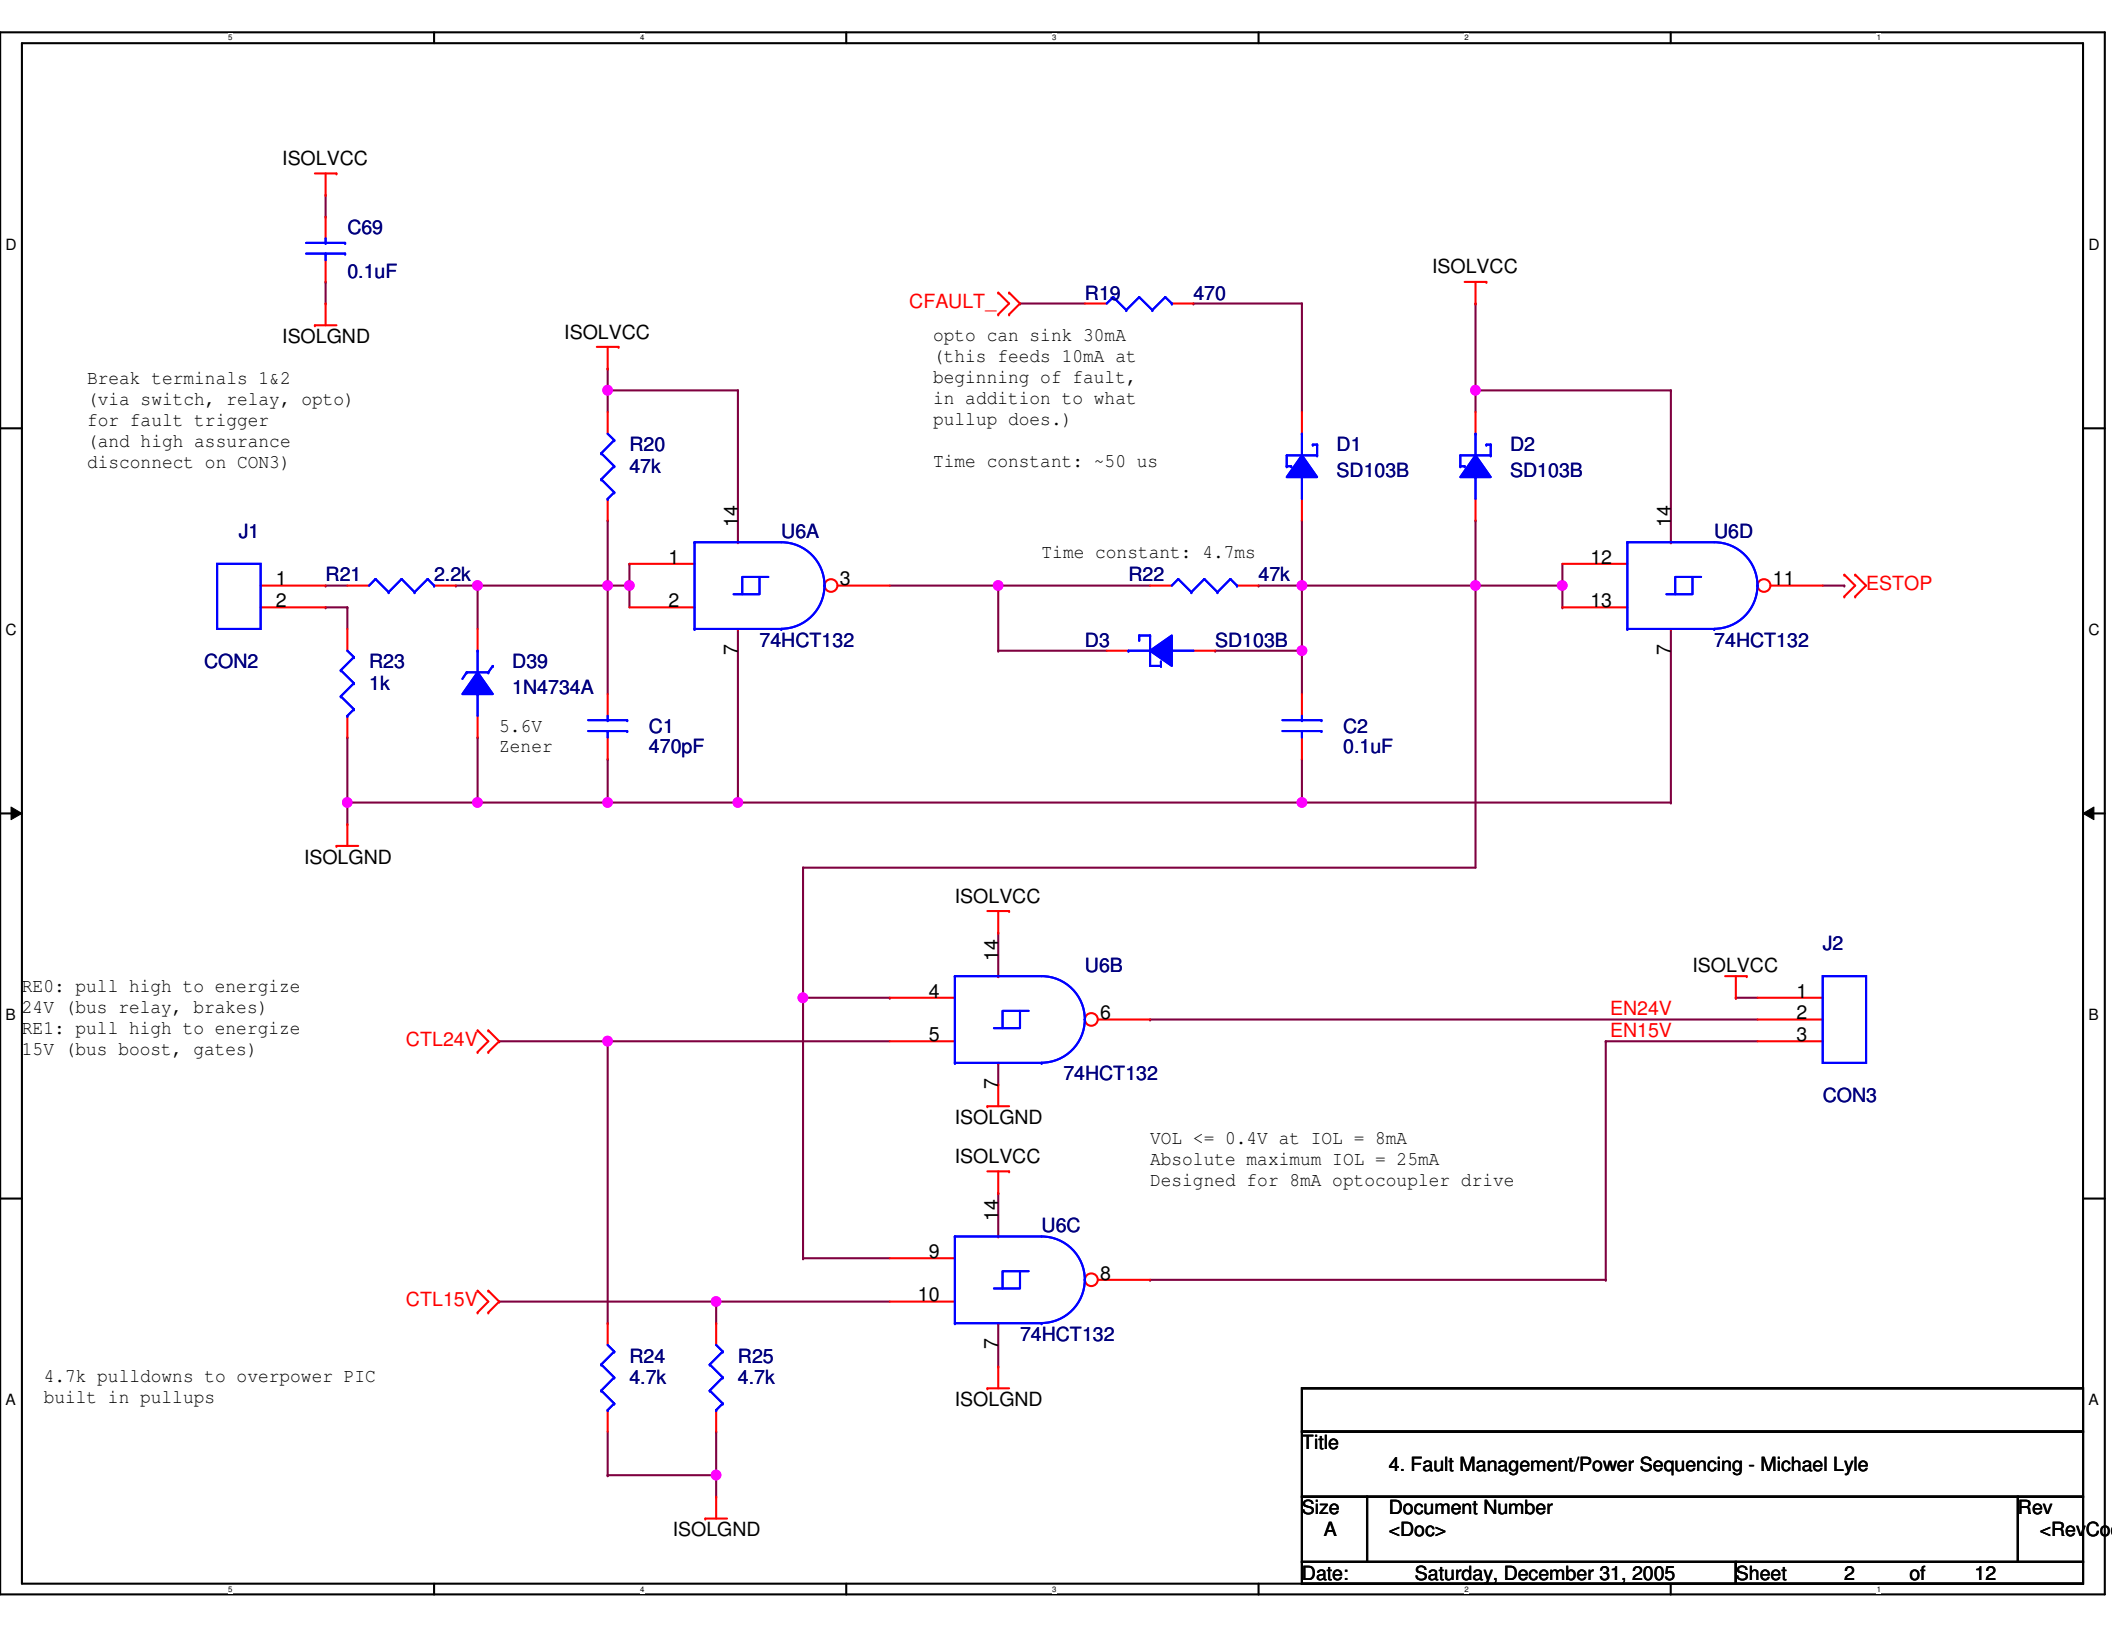 5 4 3 2 1
D
D
C
C
B
B
A
A
ISOLVCC
C69
0.1uF
ISOLGND
Break terminals 1&2
(via switch, relay, opto)
for fault trigger
(and high assurance
disconnect on CON3)
ISOLVCC
R20
47k
CFAULT_
R19 470
opto can sink 30mA
(this feeds 10mA at
beginning of fault,
in addition to what
pullup does.)
Time constant: ~50 us
D1
SD103B
ISOLVCC
D2
SD103B
J1
1
2
CON2
R21 2.2k
R23
1k
D39
1N4734A
5.6V
Zener
C1
470pF
ISOLGND
14
U6A
1
2
3
74HCT132
7
Time constant: 4.7ms
R22 47k
D3 SD103B
C2
0.1uF
14
U6D
12
13
11
74HCT132
7
ESTOP
RE0: pull high to energize
24V (bus relay, brakes)
RE1: pull high to energize
15V (bus boost, gates)
CTL24V
ISOLVCC
14
U6B
4
5
6
74HCT132
7
ISOLGND
ISOLVCC
J2
EN24V
EN15V
1
2
3
CON3
VOL <= 0.4V at IOL = 8mA
Absolute maximum IOL = 25mA
Designed for 8mA optocoupler drive
CTL15V
ISOLVCC
14
U6C
9
10
8
74HCT132
7
ISOLGND
4.7k pulldowns to overpower PIC
built in pullups
R24
4.7k
R25
4.7k
ISOLGND
Title
4. Fault Management/Power Sequencing - Michael Lyle
Size
A
Document Number
<Doc>
Rev
Date: Saturday, December 31, 2005
Sheet 2 of 12
5 4 3 2 1